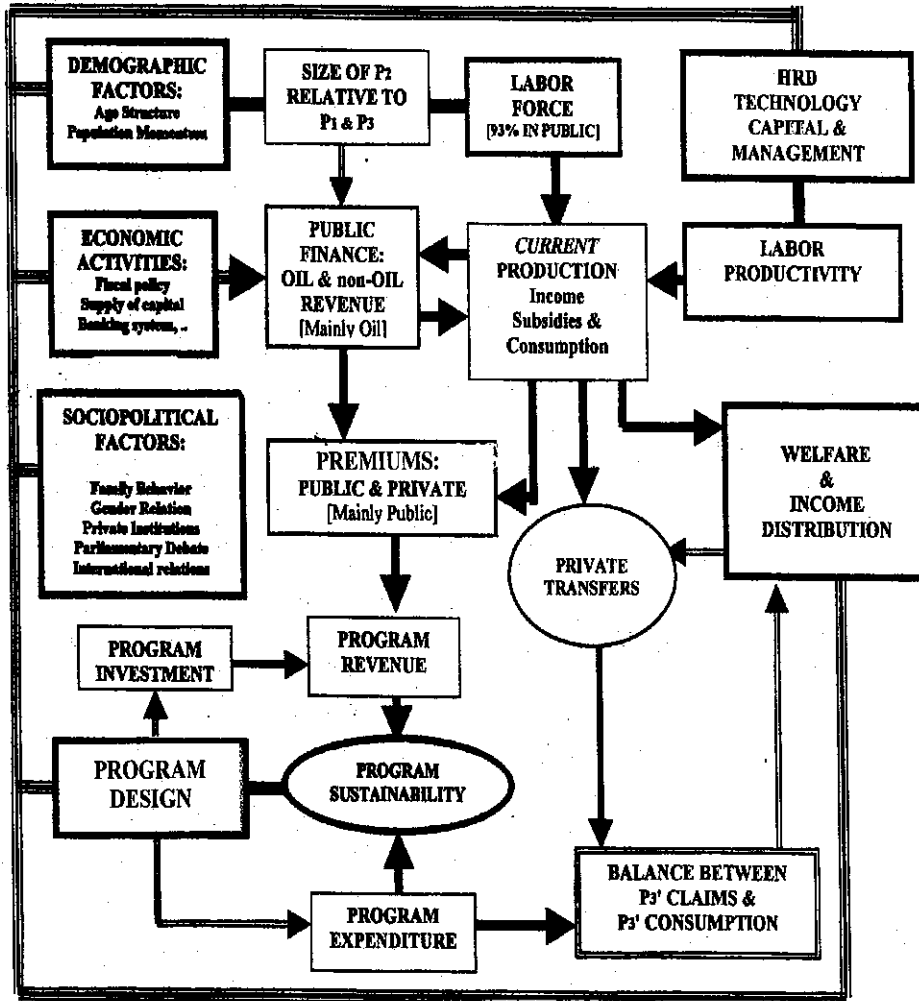 DEMOGRAPHIC
FACTORS:
Age Structure
Population Momentum
SIZE OF P2
RELATIVE TO
P1 & P3
LABOR
FORCE
[93% IN PUBLIC]
HRD
TECHNOLOGY
CAPITAL &
MANAGEMENT
ECONOMIC
ACTIVITIES:
Fiscal policy
Supply of capital
Banking system, ..
PUBLIC
FINANCE:
OIL & non-OIL
REVENUE
[Mainly Oil]
CURRENT
PRODUCTION
Income
Subsidies &
Consumption
LABOR
PRODUCTIVITY
SOCIOPOLITICAL
FACTORS:
Family Behavior
Gender Relation
Private Institutions
Parliamentary Debate
International relations
PREMIUMS:
PUBLIC & PRIVATE
[Mainly Public]
WELFARE
&
INCOME
DISTRIBUTION
PRIVATE
TRANSFERS
PROGRAM
INVESTMENT
PROGRAM
REVENUE
PROGRAM
DESIGN
PROGRAM
SUSTAINABILITY
PROGRAM
EXPENDITURE
BALANCE BETWEEN
P3' CLAIMS &
P3' CONSUMPTION